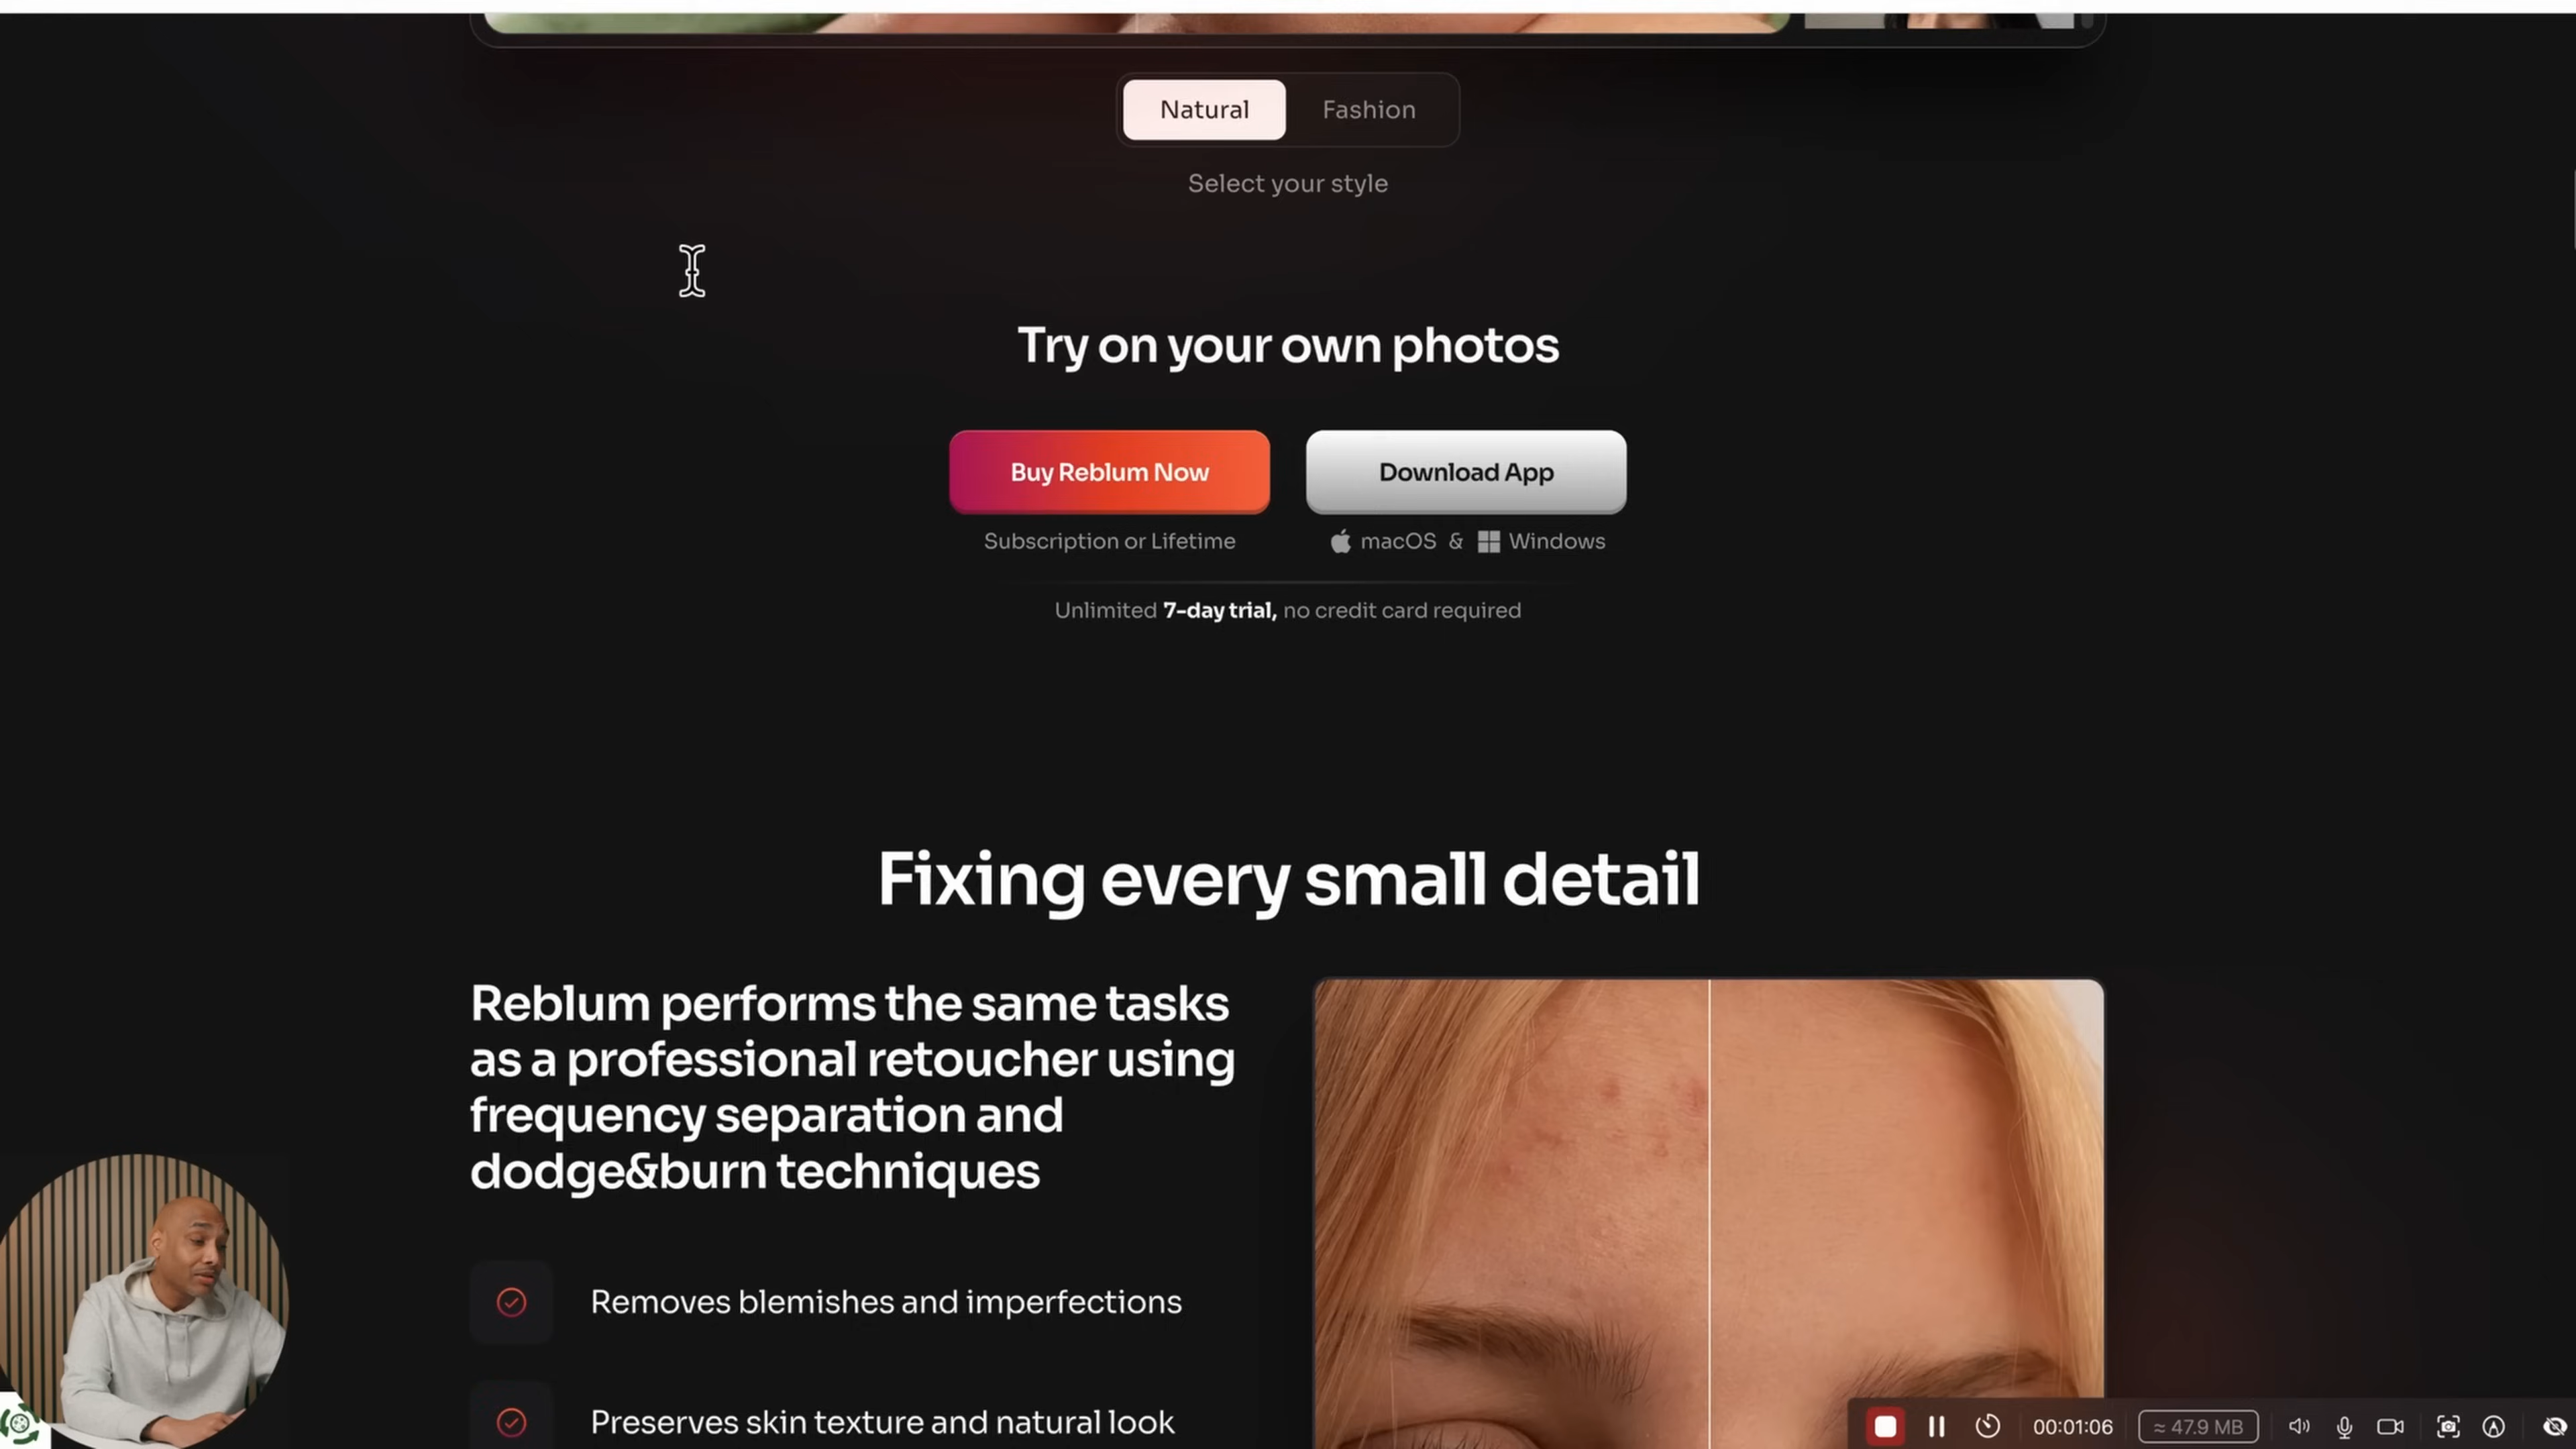 Natural
Fashion
Select your style
Try on your own photos
Buy Reblum Now
Download App
Subscription or Lifetime
macOS & Windows
Unlimited 7-day trial, no credit card required
Fixing every small detail
Reblum performs the same tasks
as a professional retoucher using
frequency separation and
dodge&burn techniques
Removes blemishes and imperfections
Preserves skin texture and natural look
00:01:06
≈ 47.9 MB